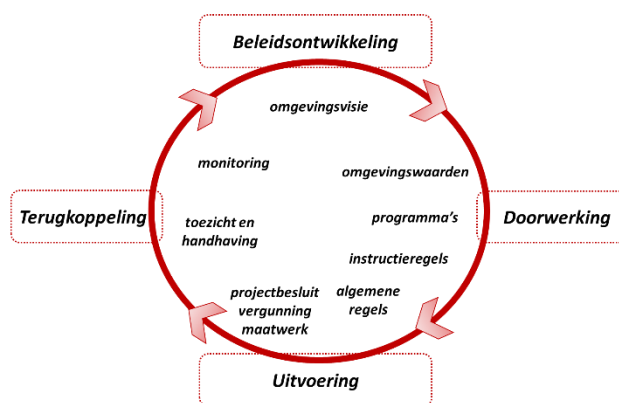 Beleidsontwikkeling
omgevingsvisie
monitoring
omgevingswaarden
Terugkoppeling
toezicht en
handhaving
programma's
Doorwerking
instructieregels
projectbesluit
vergunning
maatwerk
algemene
regels
Uitvoering